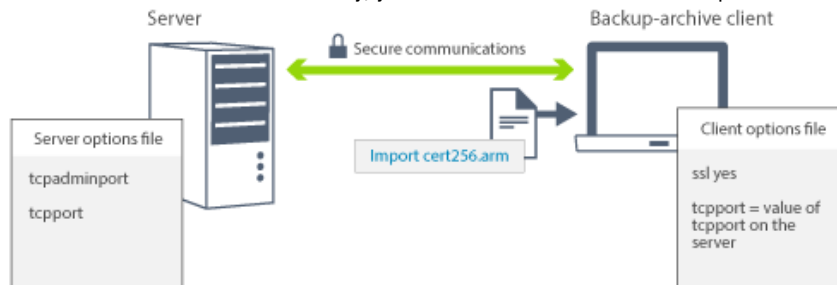 Server
Backup-archive client
Secure communications
Server options file
tcpadminport
tcpport
Import cert256.arm
Client options file
ssl yes
tcpport = value of
tcpport on the
server